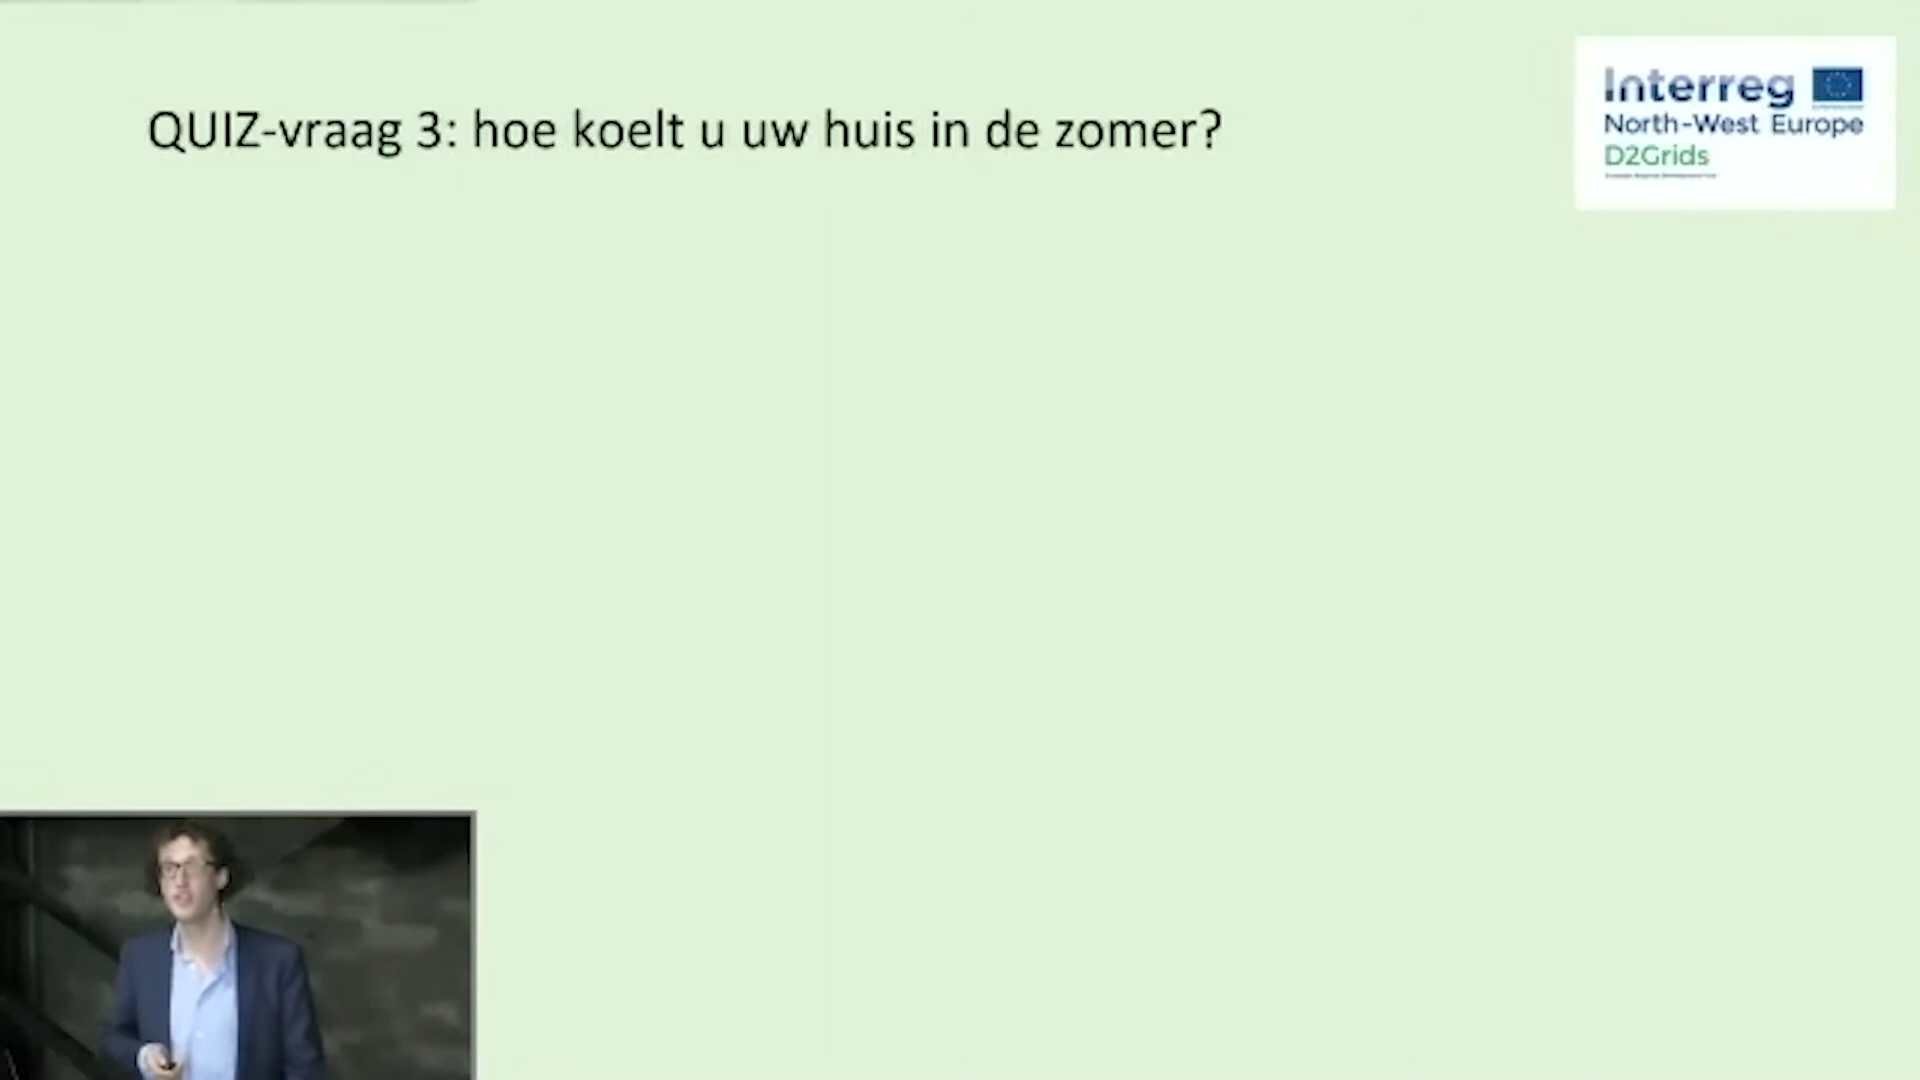 QUIZ-vraag 3: hoe koelt u uw huis in de zomer?
Interreg
North-West Europe
D2Grids